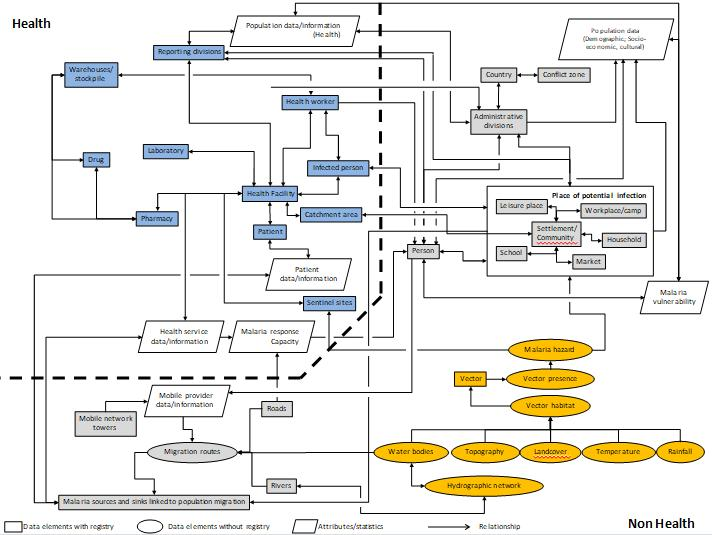 Health
Population data/information
(Health)
Population data
(Demographic, Socio-
economic, cultural)
Reporting divisions
Warehouses/
stockpile
Country
Conflict zone
Health worker
Administrative
divisions
Laboratory
Drug
Infected person
Health Facility
Place of potential infection
Leisure place
Workplace/camp
Pharmacy
Catchment area
Settlement/
Community
Household
Patient
School
Market
Person
Patient
data/information
Malaria
vulnerability
Sentinel sites
Health service
data/information
Malaria response
Capacity
Malaria hazard
Vector
Vector presence
Mobile provider
data/information
Roads
Vector habitat
Mobile network
towers
Migration routes
Water bodies
Topography
Landcover
Temperature
Rainfall
Rivers
Hydrographic network
Malaria sources and sinks linked to population migration
Data elements with registry
Data elements without registry
Attributes/statistics
Relationship
Non Health